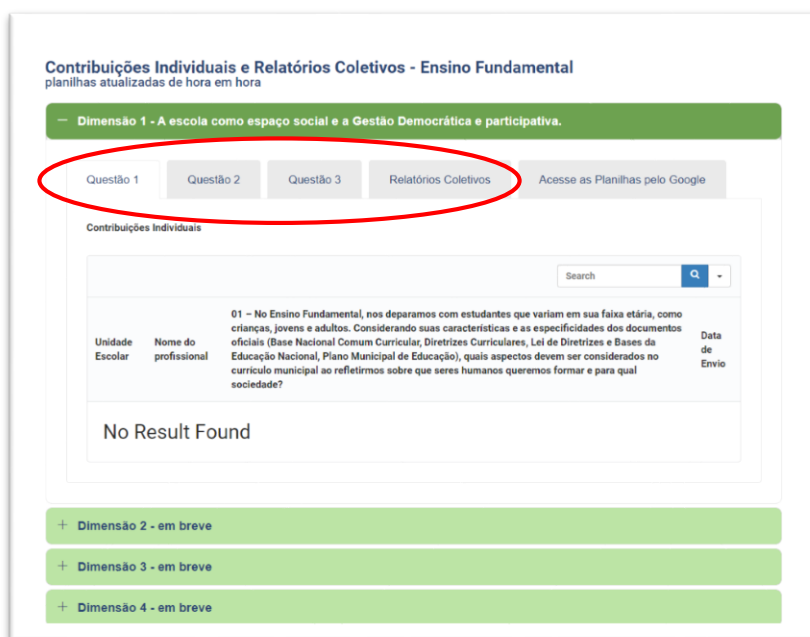 Contribuições Individuais e Relatórios Coletivos - Ensino Fundamental
planilhas atualizadas de hora em hora
Dimensão 1 - A escola como espaço social e a Gestão Democrática e participativa.
Questão 1 Questão 2 Questão 3 Relatórios Coletivos Acesse as Planilhas pelo Google
Contribuições Individuais
Search
Unidade Escolar
Nome do profissional
01 – No Ensino Fundamental, nos deparamos com estudantes que variam em sua faixa etária, como
crianças, jovens e adultos. Considerando suas características e as especificidades dos documentos
oficiais (Base Nacional Comum Curricular, Diretrizes Curriculares, Lei de Diretrizes e Bases da
Educação Nacional, Plano Municipal de Educação), quais aspectos devem ser considerados no
currículo municipal ao refletirmos sobre que seres humanos queremos formar e para qual
sociedade?
Data
de
Envio
No Result Found
Dimensão 2 - em breve
Dimensão 3 - em breve
Dimensão 4 - em breve